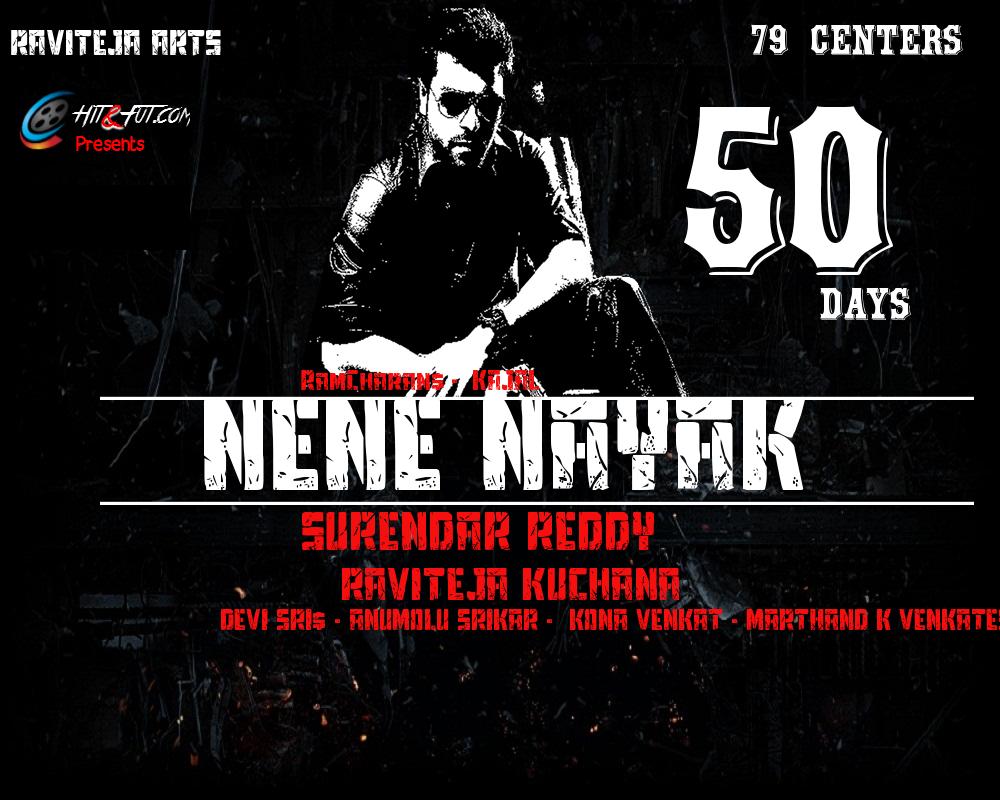 RAVITEJA ARTS
79 CENTERS
HIT&FUT.COM
Presents
50
DAYS
RamCharans - KAJAL
NENE NAYAK
SURENDAR REDDY
RAVITEJA KUCHANA
DEVI SRI$ - ANUMOLU SRIKAR - KONA VENKAT - MARTHAND K VENKATES